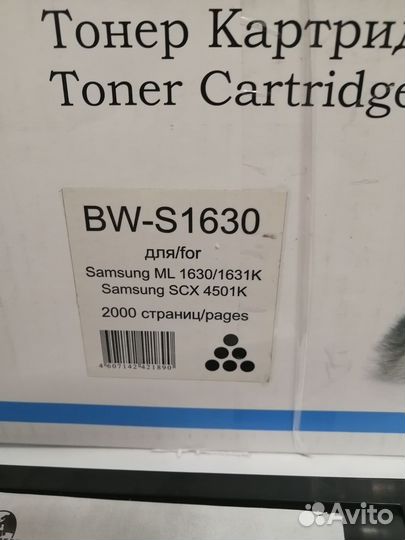 Тонер Картрид
Toner Cartridge
BW-S1630
для/for
Samsung ML 1630/1631K
Samsung SCX 4501K
2000 страниц/pages
4607142421890
Avito